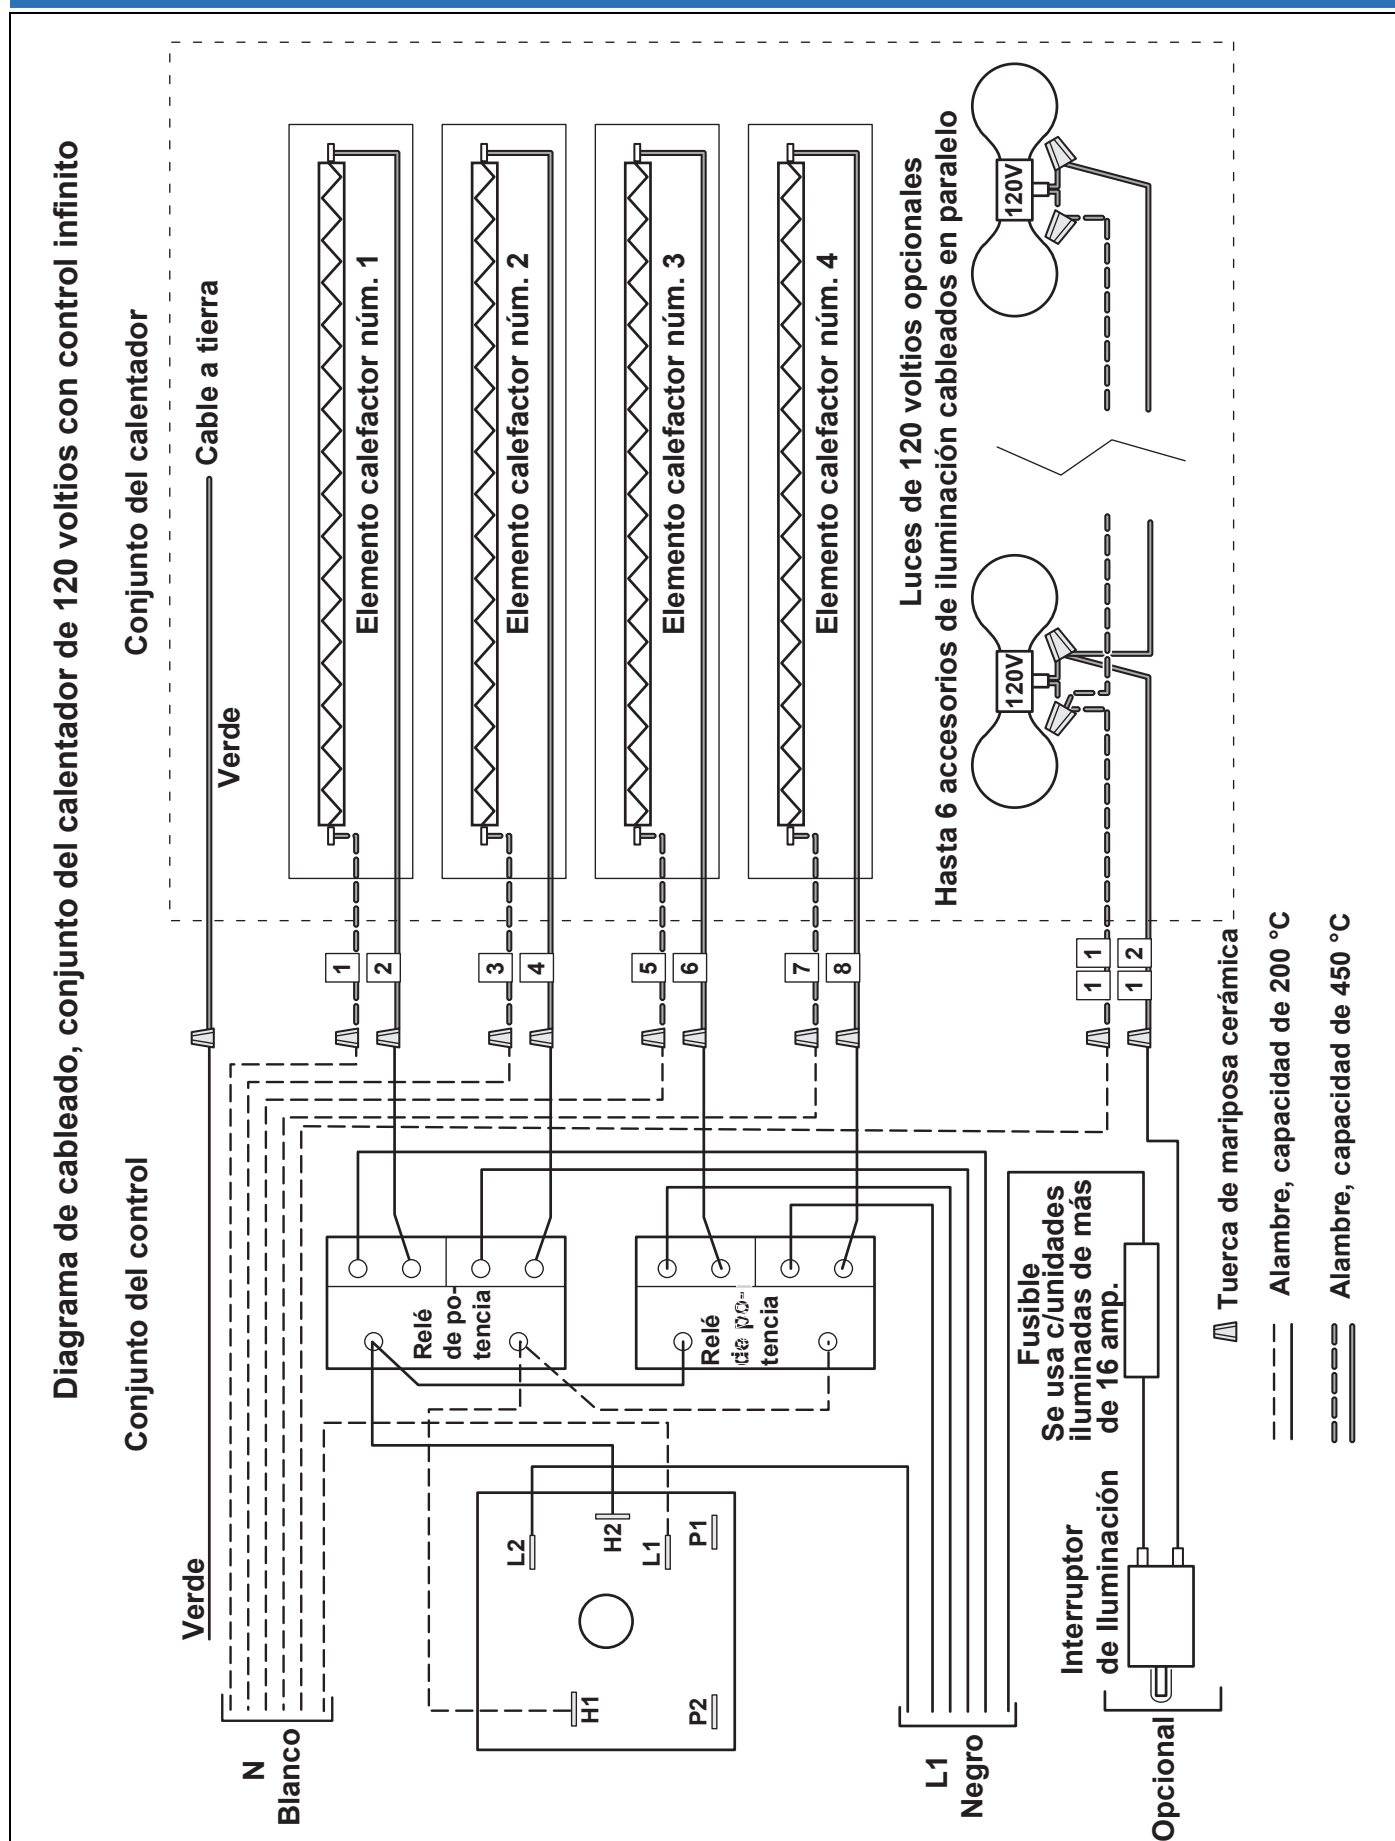 Diagrama de cableado, conjunto del calentador de 120 voltios con control infinito
Conjunto del control
Conjunto del calentador
Verde
Verde
Cable a tierra
N
Blanco
1
2
3
4
5
6
7
8
1 1
1 2
Elemento calefactor núm. 1
Elemento calefactor núm. 2
Elemento calefactor núm. 3
Elemento calefactor núm. 4
Relé
de po-
tencia
Relé
de po-
tencia
H1
L2
H2
L1
P1
P2
L1
Negro
Luces de 120 voltios opcionales
Hasta 6 accesorios de iluminación cableados en paralelo
120V
120V
Fusible
Se usa c/unidades
iluminadas de más
de 16 amp.
Interruptor
de Iluminación
Opcional
Tuerca de mariposa cerámica
Alambre, capacidad de 200 °C
Alambre, capacidad de 450 °C